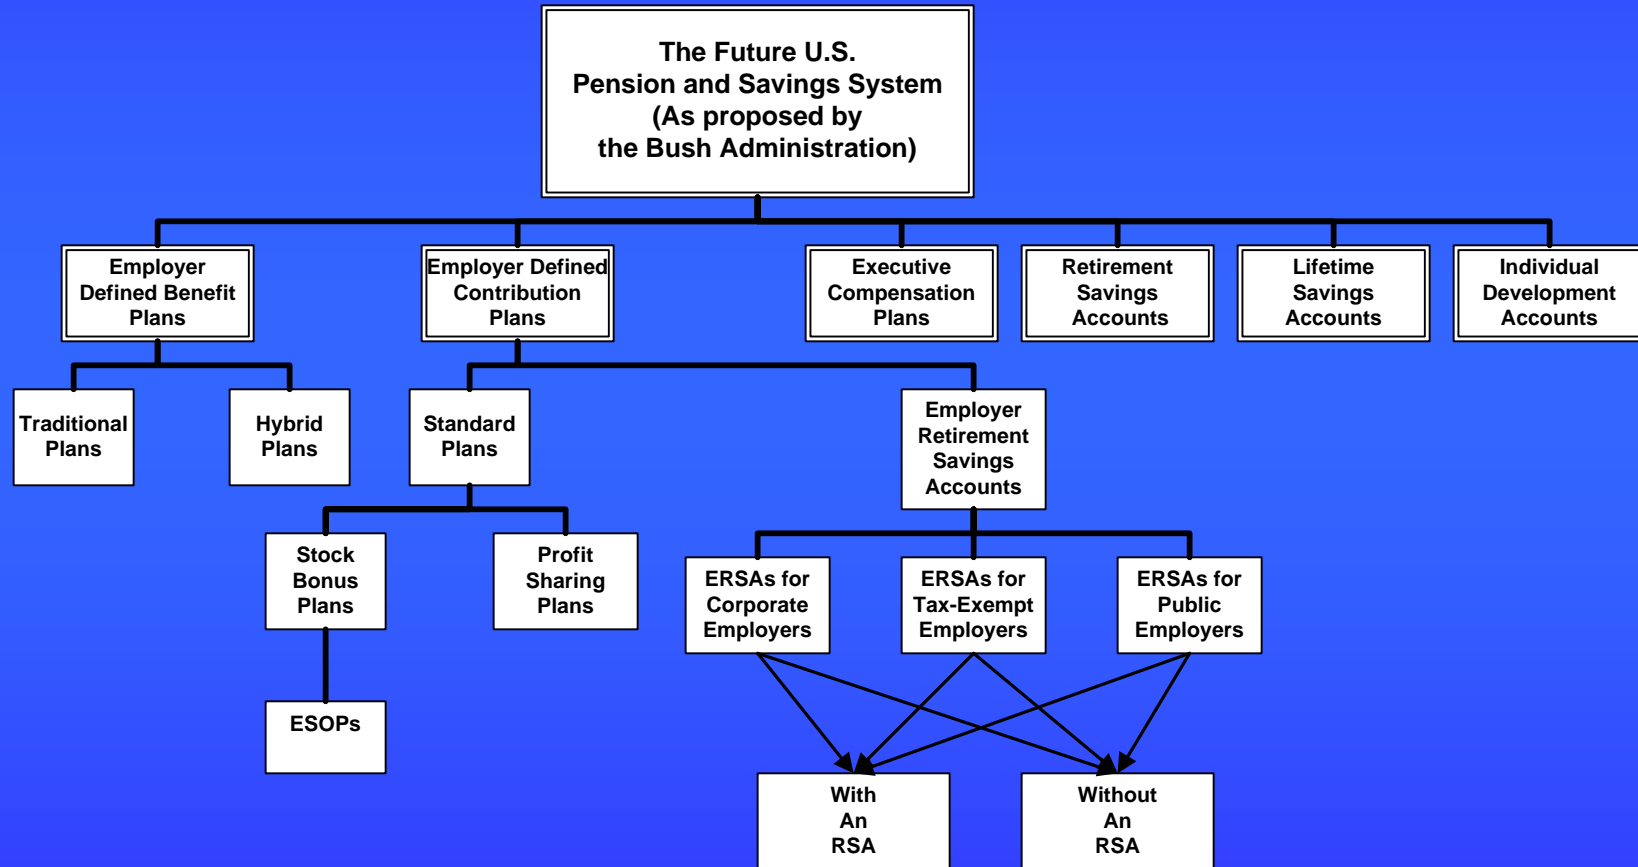 The Future U.S.
Pension and Savings System
(As proposed by
the Bush Administration)
Employer
Defined Benefit
Plans
Employer Defined
Contribution
Plans
Executive
Compensation
Plans
Retirement
Savings
Accounts
Lifetime
Savings
Accounts
Individual
Development
Accounts
Traditional
Plans
Hybrid
Plans
Standard
Plans
Employer
Retirement
Savings
Accounts
Stock
Bonus
Plans
Profit
Sharing
Plans
ERSAs for
Corporate
Employers
ERSAs for
Tax-Exempt
Employers
ERSAs for
Public
Employers
ESOPs
With
An
RSA
Without
An
RSA